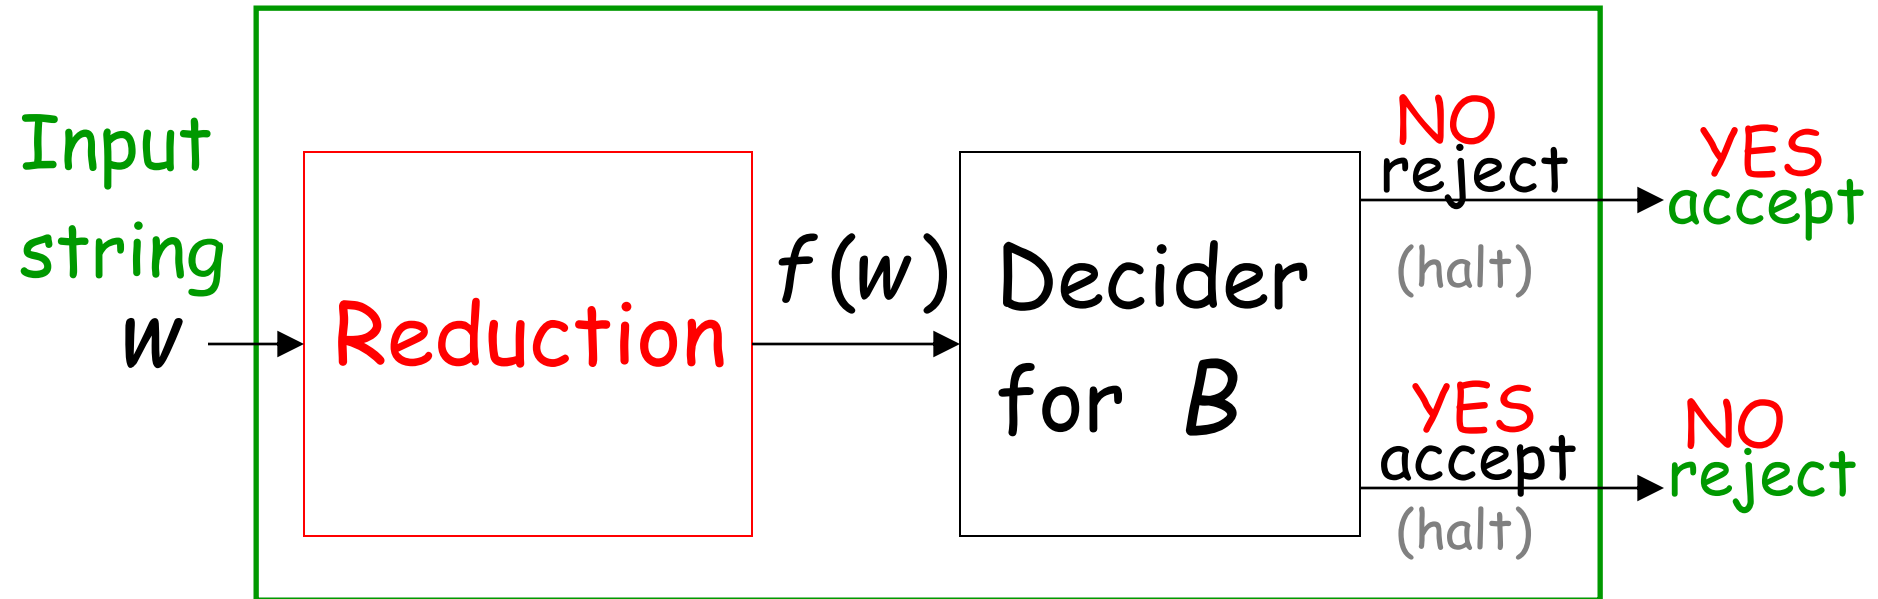 Input
string
w
Reduction
f(w)
Decider
for B
NO
reject
(halt)
YES
accept
(halt)
YES
accept
NO
reject